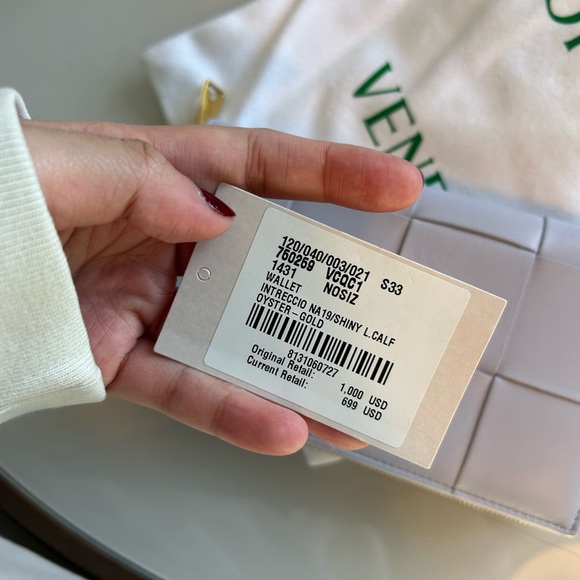 VENE
120/040/003/021 S33
760269 VCQC1
1431 NOSIZ
WALLET
INTRECCIO NA19/SHINY L.CALF
OYSTER-GOLD
8131060727
Original Retail: 1,000 USD
Current Retail: 699 USD